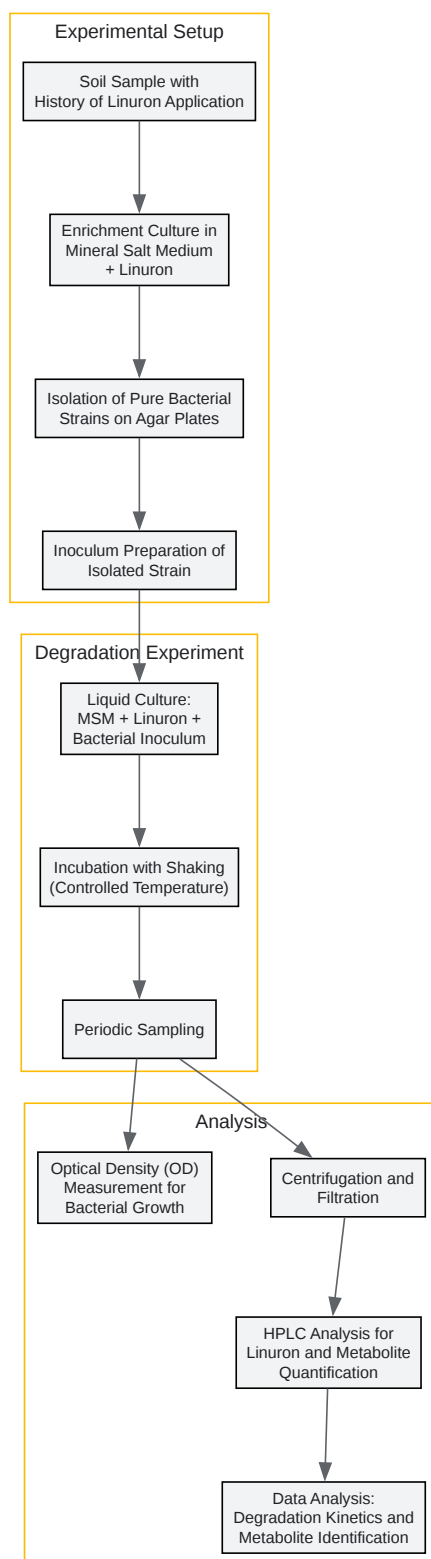 Experimental Setup
Soil Sample with
History of Linuron Application
Enrichment Culture in
Mineral Salt Medium
+ Linuron
Isolation of Pure Bacterial
Strains on Agar Plates
Inoculum Preparation of
Isolated Strain
Degradation Experiment
Liquid Culture:
MSM + Linuron +
Bacterial Inoculum
Incubation with Shaking
(Controlled Temperature)
Periodic Sampling
Analysis
Optical Density (OD)
Measurement for
Bacterial Growth
Centrifugation and
Filtration
HPLC Analysis for
Linuron and Metabolite
Quantification
Data Analysis:
Degradation Kinetics and
Metabolite Identification